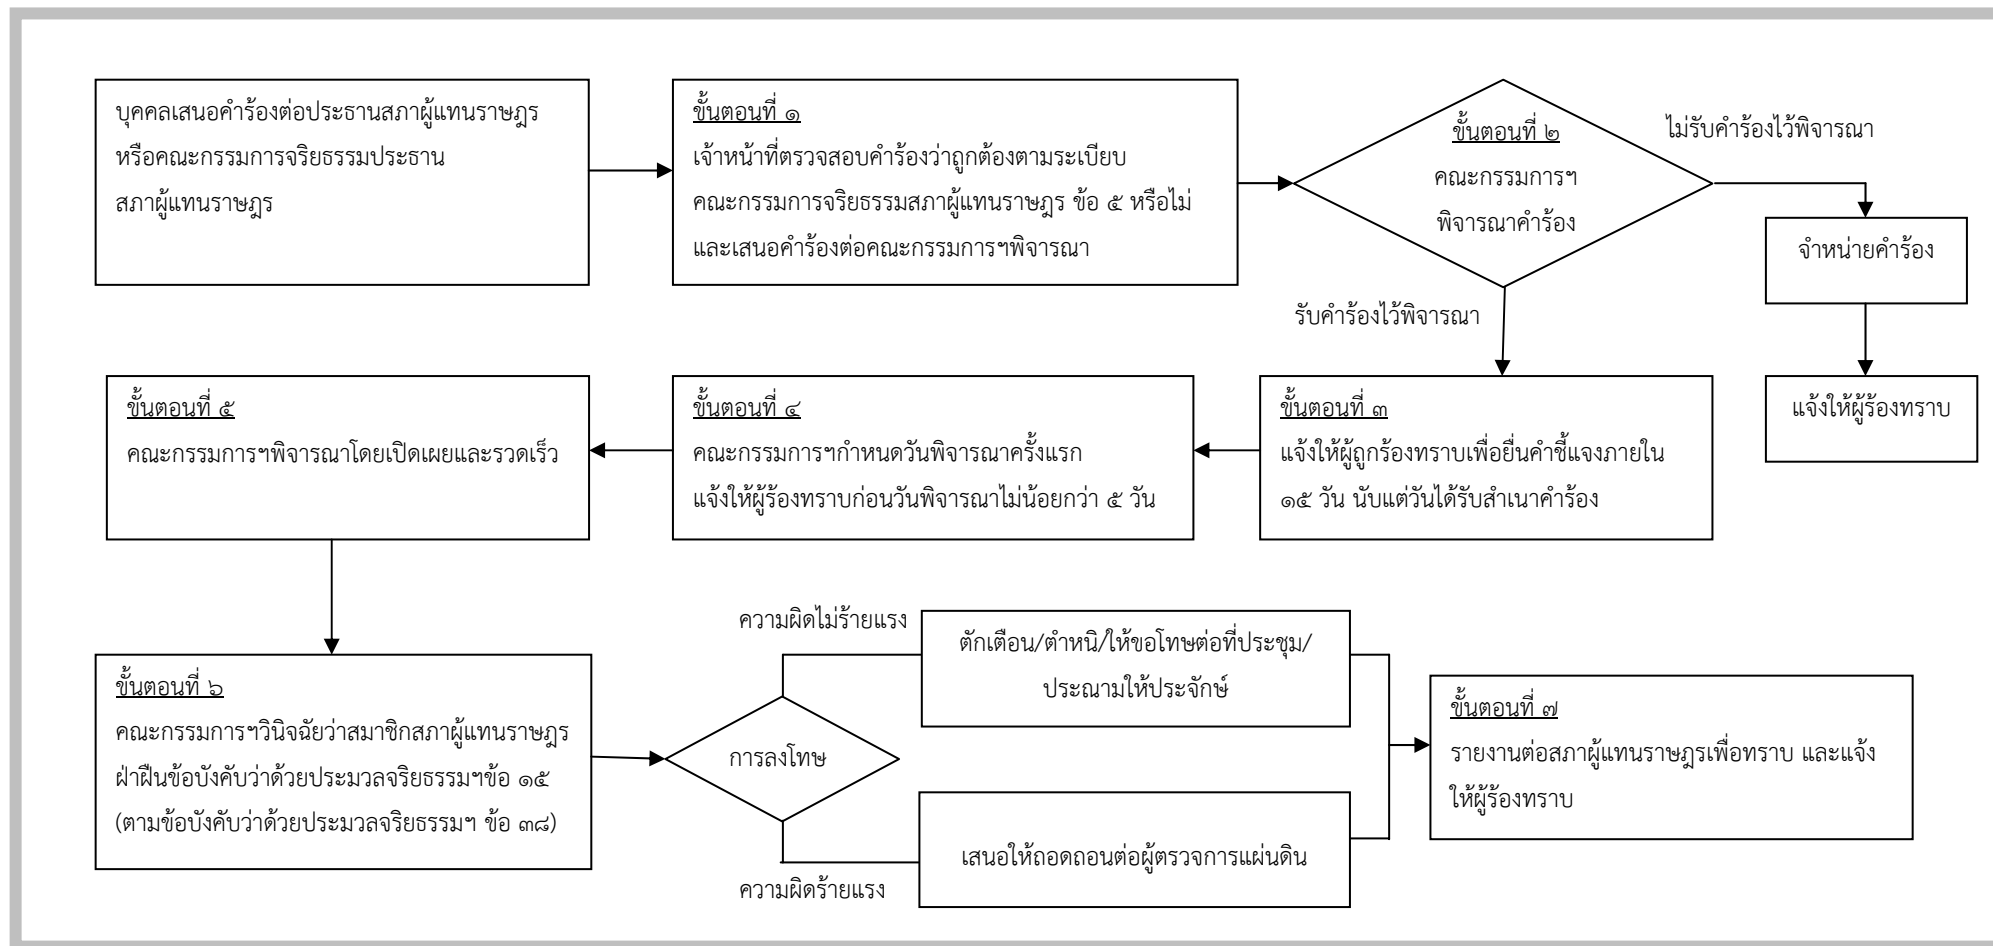 บุคคลเสนอคำร้องต่อประธานสภาผู้แทนราษฎร
หรือคณะกรรมการจริยธรรมประธาน
สภาผู้แทนราษฎร
ขั้นตอนที่ ๑
เจ้าหน้าที่ตรวจสอบคำร้องว่าถูกต้องตามระเบียบ
คณะกรรมการจริยธรรมสภาผู้แทนราษฎร ข้อ ๕ หรือไม่
และเสนอคำร้องต่อคณะกรรมการฯพิจารณา
ขั้นตอนที่ ๒
คณะกรรมการฯ
พิจารณาคำร้อง
ไม่รับคำร้องไว้พิจารณา
จำหน่ายคำร้อง
แจ้งให้ผู้ร้องทราบ
รับคำร้องไว้พิจารณา
ขั้นตอนที่ ๓
แจ้งให้ผู้ถูกร้องทราบเพื่อยื่นคำชี้แจงภายใน
๑๕ วัน นับแต่วันได้รับสำเนาคำร้อง
ขั้นตอนที่ ๔
คณะกรรมการฯกำหนดวันพิจารณาครั้งแรก
แจ้งให้ผู้ร้องทราบก่อนวันพิจารณาไม่น้อยกว่า ๕ วัน
ขั้นตอนที่ ๕
คณะกรรมการฯพิจารณาโดยเปิดเผยและรวดเร็ว
ขั้นตอนที่ ๖
คณะกรรมการฯวินิจฉัยว่าสมาชิกสภาผู้แทนราษฎร
ฝ่าฝืนข้อบังคับว่าด้วยประมวลจริยธรรมฯข้อ ๑๕
(ตามข้อบังคับว่าด้วยประมวลจริยธรรมฯ ข้อ ๓๘)
การลงโทษ
ความผิดไม่ร้ายแรง
ตักเตือน/ตำหนิ/ให้ขอโทษต่อที่ประชุม/
ประณามให้ประจักษ์
ความผิดร้ายแรง
เสนอให้ถอดถอนต่อผู้ตรวจการแผ่นดิน
ขั้นตอนที่ ๗
รายงานต่อสภาผู้แทนราษฎรเพื่อทราบ และแจ้ง
ให้ผู้ร้องทราบ